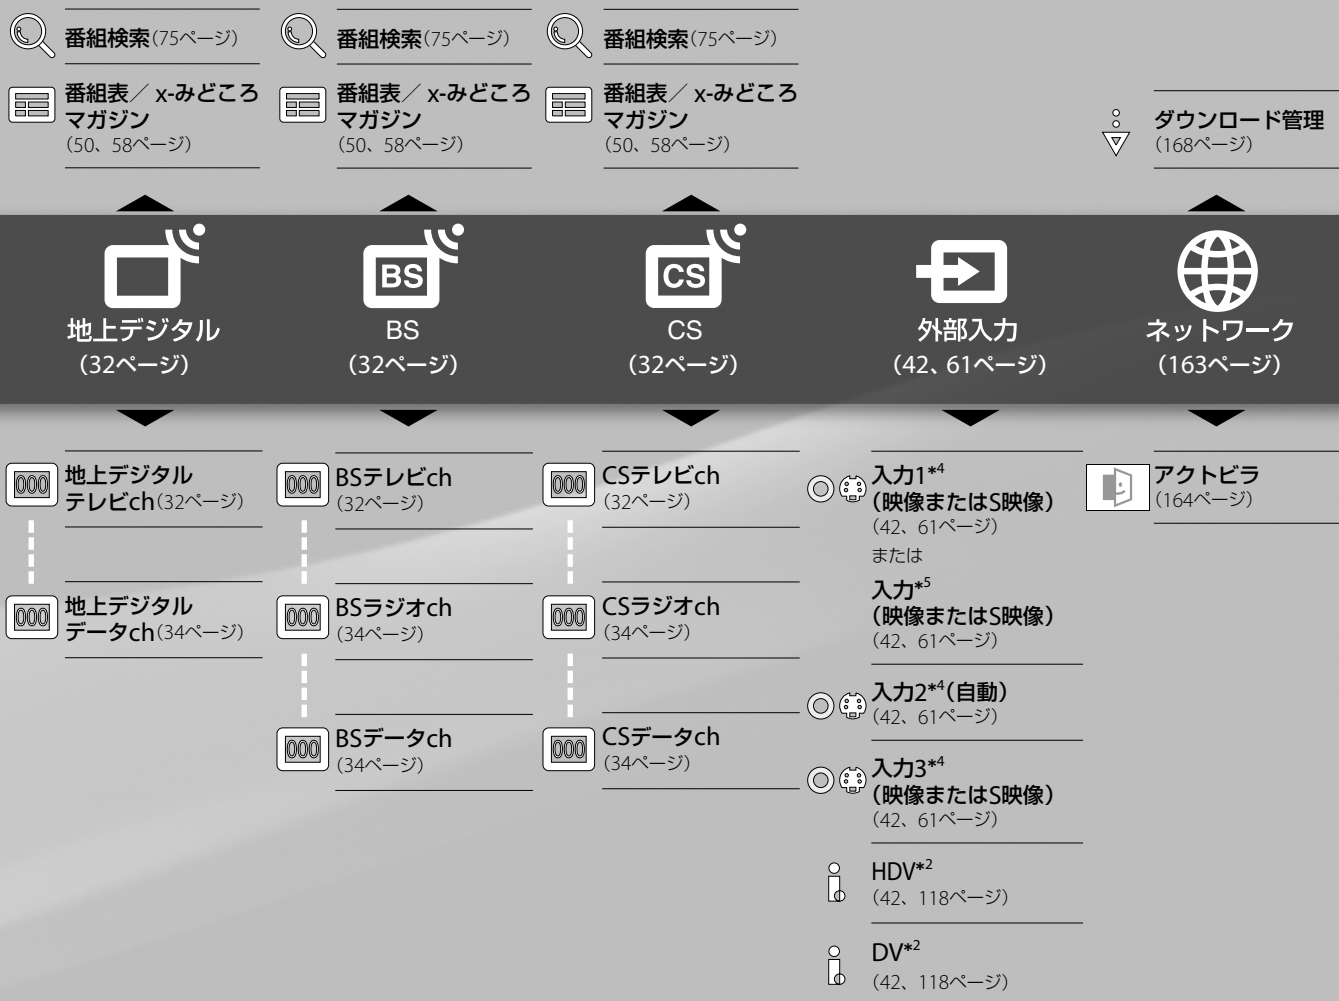 番組検索(75ページ)
番組表／ x-みどころ
マガジン
(50、58ページ)
番組検索(75ページ)
番組表／ x-みどころ
マガジン
(50、58ページ)
番組検索(75ページ)
番組表／ x-みどころ
マガジン
(50、58ページ)
ダウンロード管理
(168ページ)
地上デジタル
(32ページ)
BS
BS
(32ページ)
CS
CS
(32ページ)
外部入力
(42、61ページ)
ネットワーク
(163ページ)
000
地上デジタル
テレビch(32ページ)
000
地上デジタル
データch(34ページ)
000
BSテレビch
(32ページ)
000
BSラジオch
(34ページ)
000
BSデータch
(34ページ)
000
CSテレビch
(32ページ)
000
CSラジオch
(34ページ)
000
CSデータch
(34ページ)
入力1*4
(映像またはS映像)
(42、61ページ)
または
入力*5
(映像またはS映像)
(42、61ページ)
入力2*4(自動)
(42、61ページ)
入力3*4
(映像またはS映像)
(42、61ページ)
HDV*2
(42、118ページ)
DV*2
(42、118ページ)
アクトビラ
(164ページ)